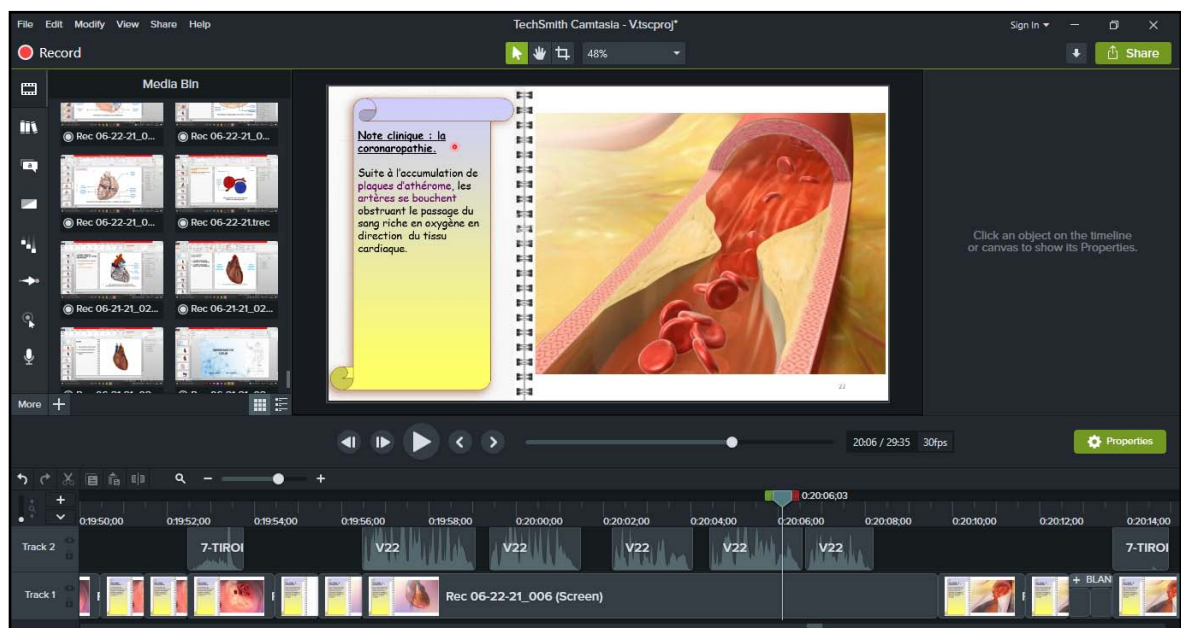 File Edit Modify View Share Help
TechSmith Camtasia - V.tscproj*
Sign In
Record
48%
Share
Media Bin
Rec 06-22-21_0...
Rec 06-22-21_0...
Rec 06-22-21_0...
Rec 06-22-21.trec
Rec 06-21-21_02...
Rec 06-21-21_02...
More
Note clinique : la
coronaropathie.
Suite à l'accumulation de
plaques d'athérome, les
artères se bouchent
obstruant le passage du
sang riche en oxygène en
direction du tissu
cardiaque.
22
Click an object on the timeline
or canvas to show its Properties.
20:06 / 29:35 30fps
Properties
0:20:06;03
0:19:50;00 0:19:52;00 0:19:54;00 0:19:56;00 0:19:58;00 0:20:00;00 0:20:02;00 0:20:04;00 0:20:06;00 0:20:08;00 0:20:10;00 0:20:12;00 0:20:14;00
Track 2 7-TIROI V22 V22 V22 V22 V22 7-TIROI
Track 1 Rec 06-22-21_006 (Screen) + BLAN